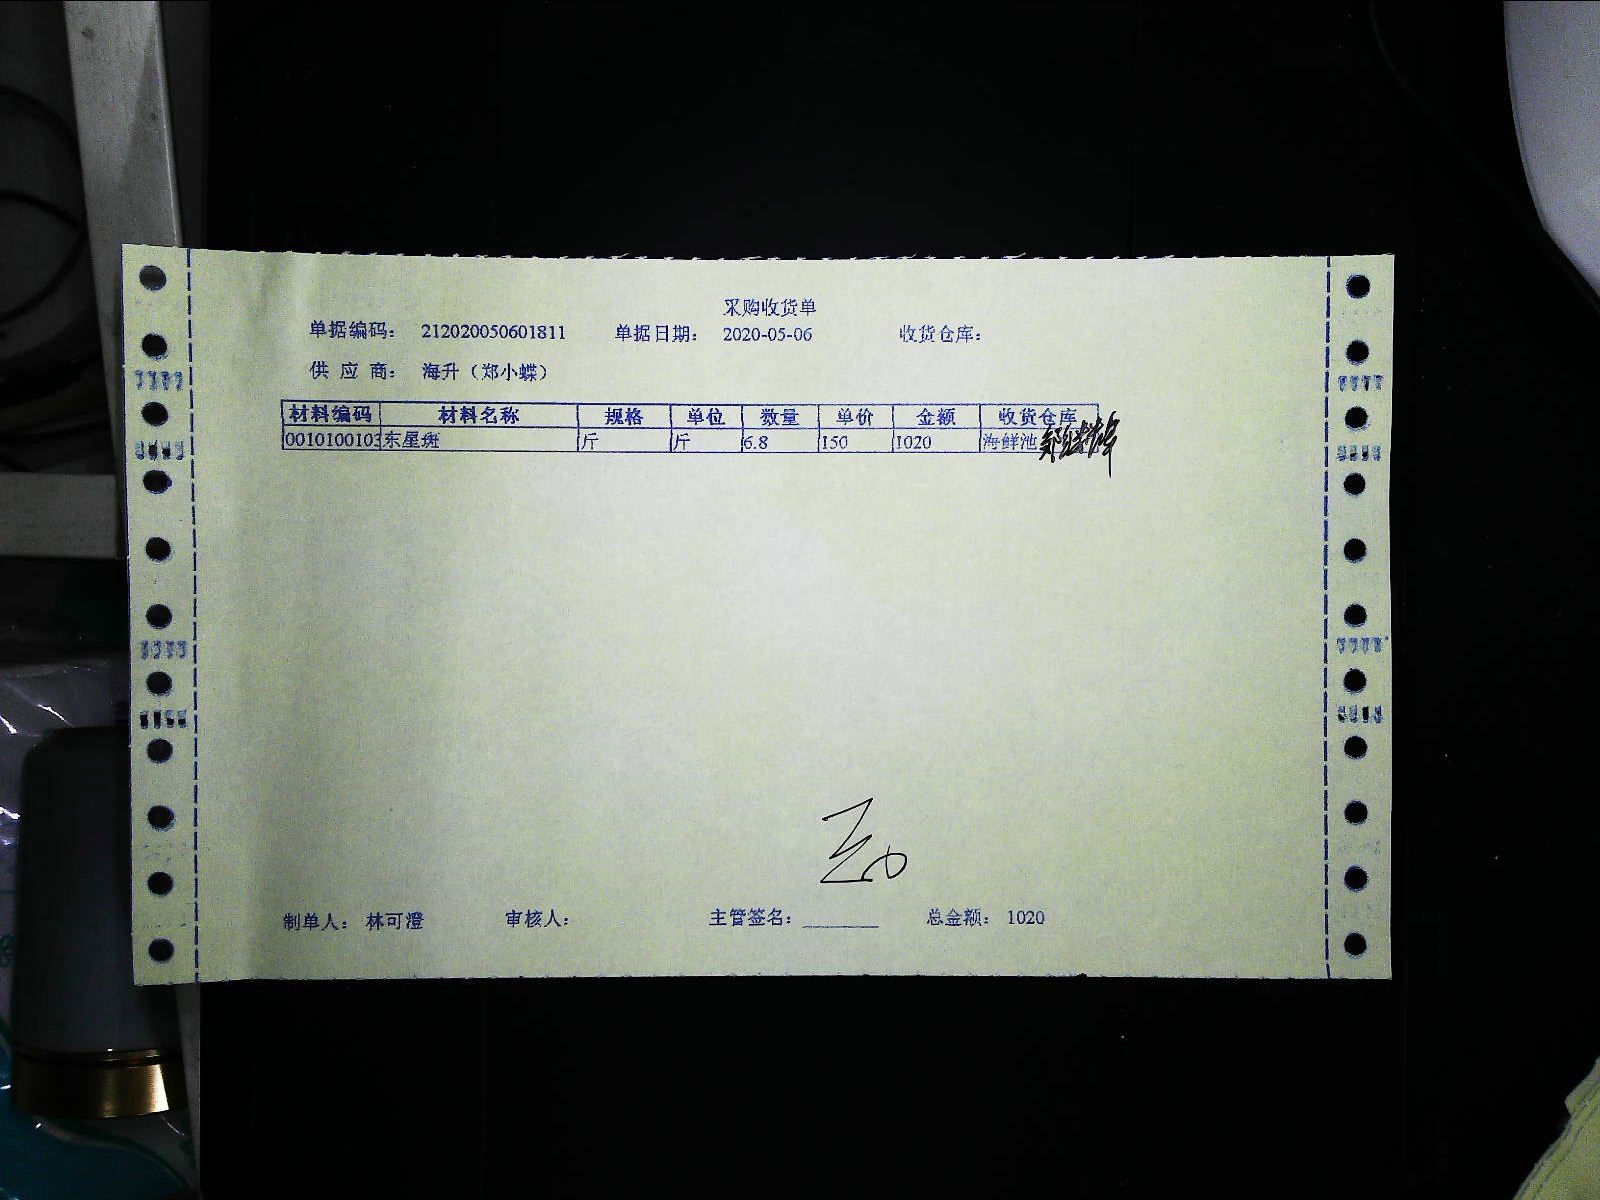 采购收货单
单据编码： 212020050601811 单据日期： 2020-05-06 收货仓库：
供 应 商： 海升（郑小蝶）
材料编码 材料名称 规格 单位 数量 单价 金额 收货仓库
0010100103 东星斑 斤 斤 6.8 150 1020 海鲜池
制单人： 林可澄 审核人： 主管签名： 总金额： 1020